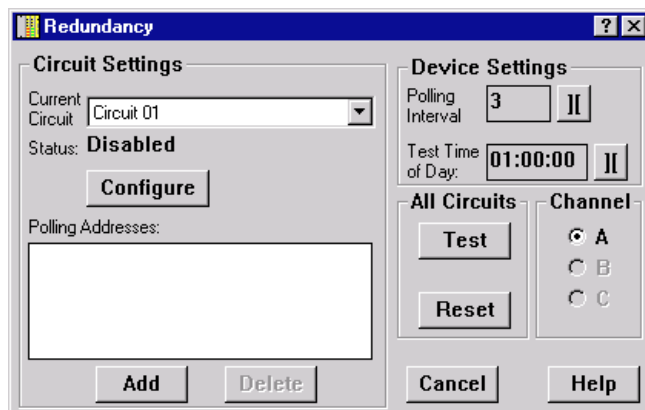 Redundancy
Circuit Settings
Current
Circuit
Circuit 01
Status: Disabled
Configure
Polling Addresses:
Add
Delete
Device Settings
Polling
Interval
3
][
Test Time
of Day:
01:00:00
][
All Circuits
Test
Reset
Channel
A
B
C
Cancel
Help